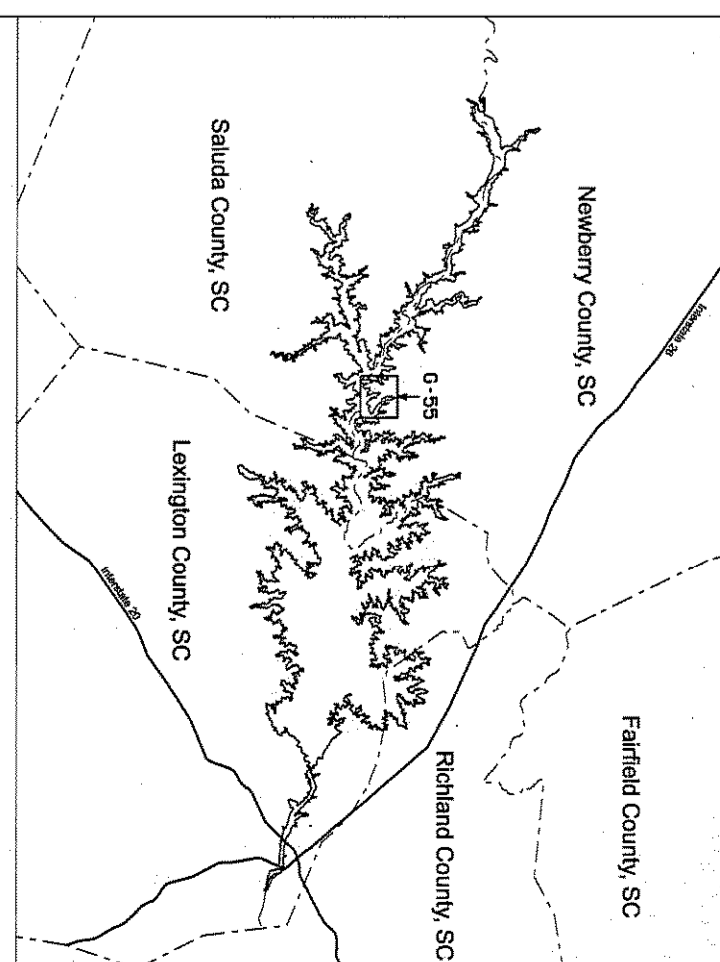 Newberry County, SC
Interstate 26
Saluda County, SC
G-55
Fairfield County, SC
Lexington County, SC
Interstate 20
Richland County, SC